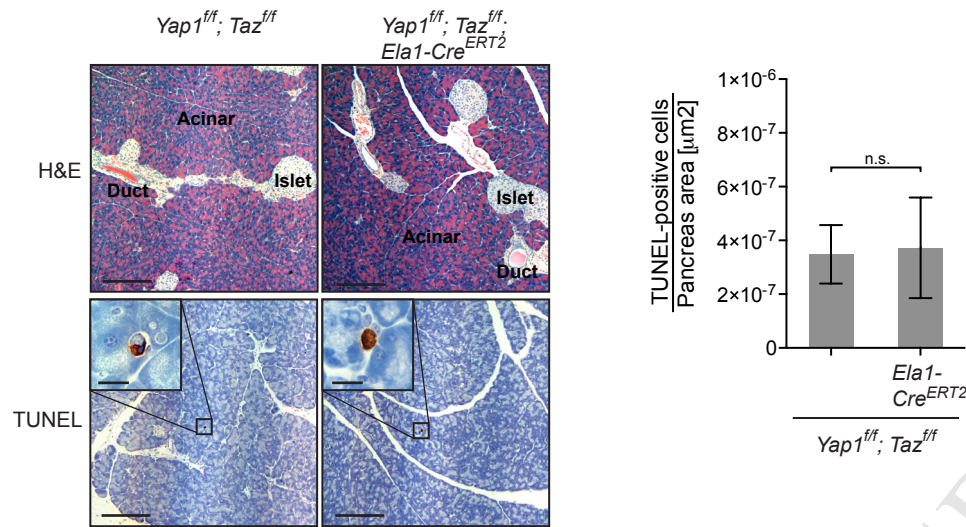 Yap1f/f; Tazf/f
Yap1f/f; Tazf/f;
Ela1-CreERT2
H&E
Acinar
Duct
Islet
Islet
Acinar
Duct
TUNEL
TUNEL-positive cells
Pancreas area [μm2]
1×10-6
8×10-7
6×10-7
4×10-7
2×10-7
0
n.s.
Ela1-
CreERT2
Yap1f/f; Tazf/f